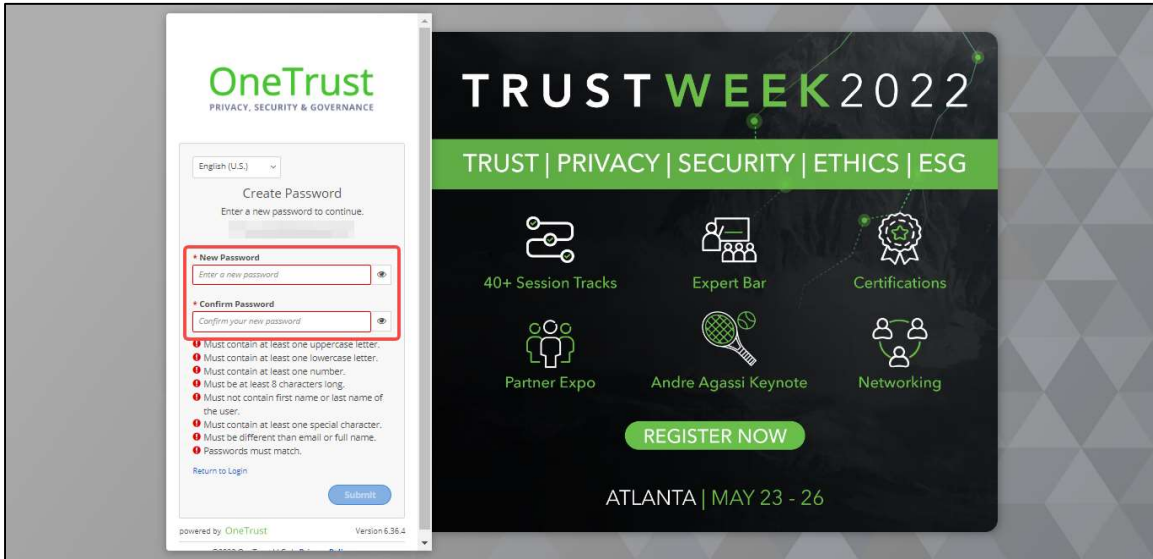 OneTrust
PRIVACY, SECURITY & GOVERNANCE
English (U.S.)
Create Password
Enter a new password to continue.
* New Password
Enter a new password
* Confirm Password
Confirm your new password
Must contain at least one uppercase letter.
Must contain at least one lowercase letter.
Must contain at least one number.
Must be at least 8 characters long.
Must not contain first name or last name of
the user.
Must contain at least one special character.
Must be different than email or full name.
Passwords must match.
Return to Login
Submit
powered by OneTrust
Version 6.36.4
TRUSTWEEK2022
TRUST | PRIVACY | SECURITY | ETHICS | ESG
40+ Session Tracks
Expert Bar
Certifications
Partner Expo
Andre Agassi Keynote
Networking
REGISTER NOW
ATLANTA | MAY 23 - 26